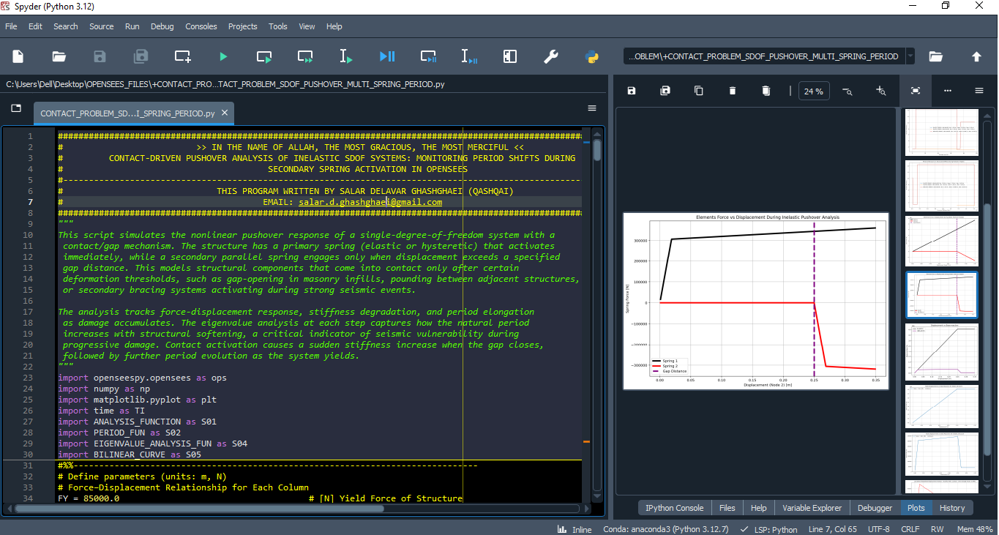 Spyder (Python 3.12)
File Edit Search Source Run Debug Consoles Projects Tools View Help
...OBLEM\+CONTACT_PROBLEM_SDOF_PUSHOVER_MULTI_SPRING_PERIOD
C:\Users\Dell\Desktop\OPENSEES_FILES\+CONTACT_PRO...TACT_PROBLEM_SDOF_PUSHOVER_MULTI_SPRING_PERIOD.py
24 %
CONTACT_PROBLEM_SD...I_SPRING_PERIOD.py
1 ####################################################################################################
2 # >> IN THE NAME OF ALLAH, THE MOST GRACIOUS, THE MOST MERCIFUL <<
3 # CONTACT-DRIVEN PUSHOVER ANALYSIS OF INELASTIC SDOF SYSTEMS: MONITORING PERIOD SHIFTS DURING
4 # SECONDARY SPRING ACTIVATION IN OPENSEES
5 #---------------------------------------------------------------------------------------------------
6 # THIS PROGRAM WRITTEN BY SALAR DELAVAR GHASHGHAEI (QASHQAI)
7 # EMAIL: salar.d.ghashghaei@gmail.com
8 ####################################################################################################
9 """
10 This script simulates the nonlinear pushover response of a single-degree-of-freedom system with a
11 contact/gap mechanism. The structure has a primary spring (elastic or hysteretic) that activates
12 immediately, while a secondary parallel spring engages only when displacement exceeds a specified
13 gap distance. This models structural components that come into contact only after certain
14 deformation thresholds, such as gap-opening in masonry infills, pounding between adjacent structures,
15 or secondary bracing systems activating during strong seismic events.
16
17 The analysis tracks force-displacement response, stiffness degradation, and period elongation
18 as damage accumulates. The eigenvalue analysis at each step captures how the natural period
19 increases with structural softening, a critical indicator of seismic vulnerability during
20 progressive damage. Contact activation causes a sudden stiffness increase when the gap closes,
21 followed by further period evolution as the system yields.
22 """
23 import openseespy.opensees as ops
24 import numpy as np
25 import matplotlib.pyplot as plt
26 import time as TI
27 import ANALYSIS_FUNCTION as S01
28 import PERIOD_FUN as S02
29 import EIGENVALUE_ANALYSIS_FUN as S04
30 import BILINEAR_CURVE as S05
31 #%%------------------------------------------------------------------------------
32 # Define parameters (units: m, N)
33 # Force–Displacement Relationship for Each Column
34 FY = 85000.0 # [N] Yield Force of Structure
Elements Force vs Displacement During Inelastic Pushover Analysis
Spring Force [N]
300000
200000
100000
0
−100000
−200000
−300000
Spring 1
Spring 2
Gap Distance
0.00 0.05 0.10 0.15 0.20 0.25 0.30 0.35
Displacement (Node 2) [m]
IPython Console Files Help Variable Explorer Debugger Plots History
Inline Conda: anaconda3 (Python 3.12.7) LSP: Python Line 7, Col 65 UTF-8 CRLF RW Mem 48%